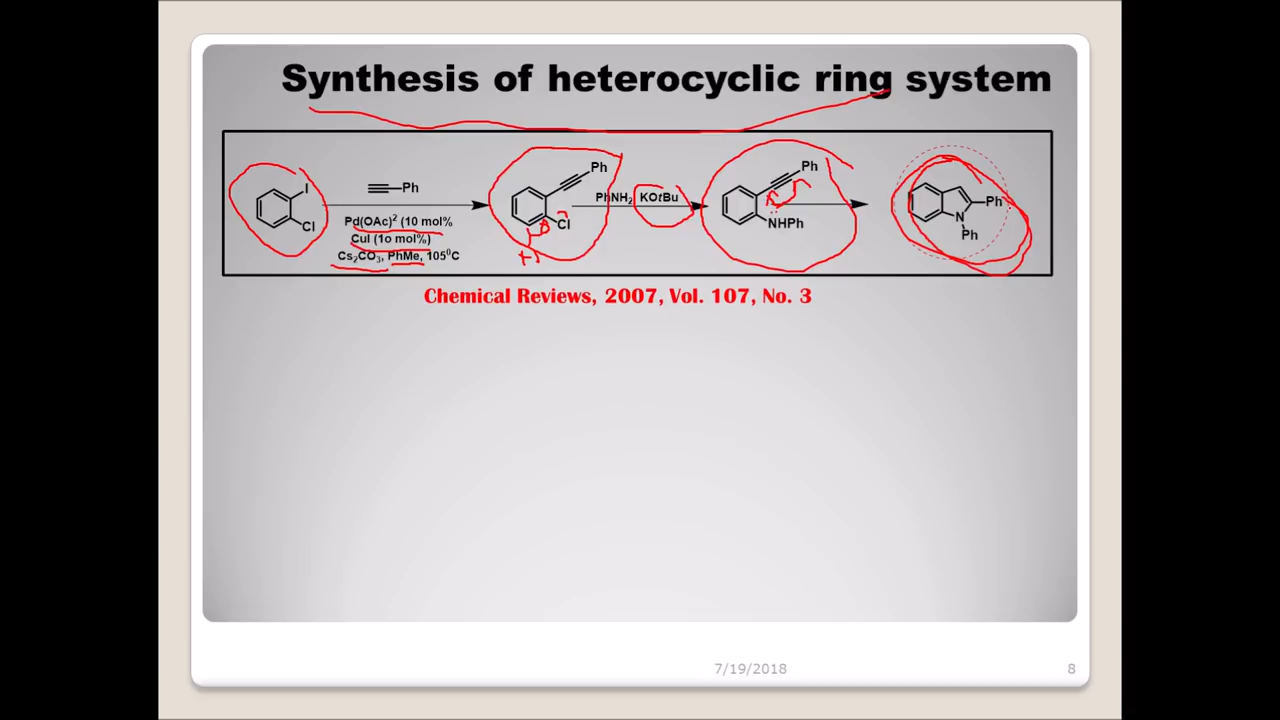 Synthesis of heterocyclic ring system
I
Cl
≡—Ph
Pd(OAc)² (10 mol%
CuI (1o mol%)
Cs₂CO₃, PhMe, 105⁰C
Ph
Cl
PhNH₂ KOtBu
Ph
NHPh
Ph
N
Ph
Chemical Reviews, 2007, Vol. 107, No. 3
7/19/2018
8